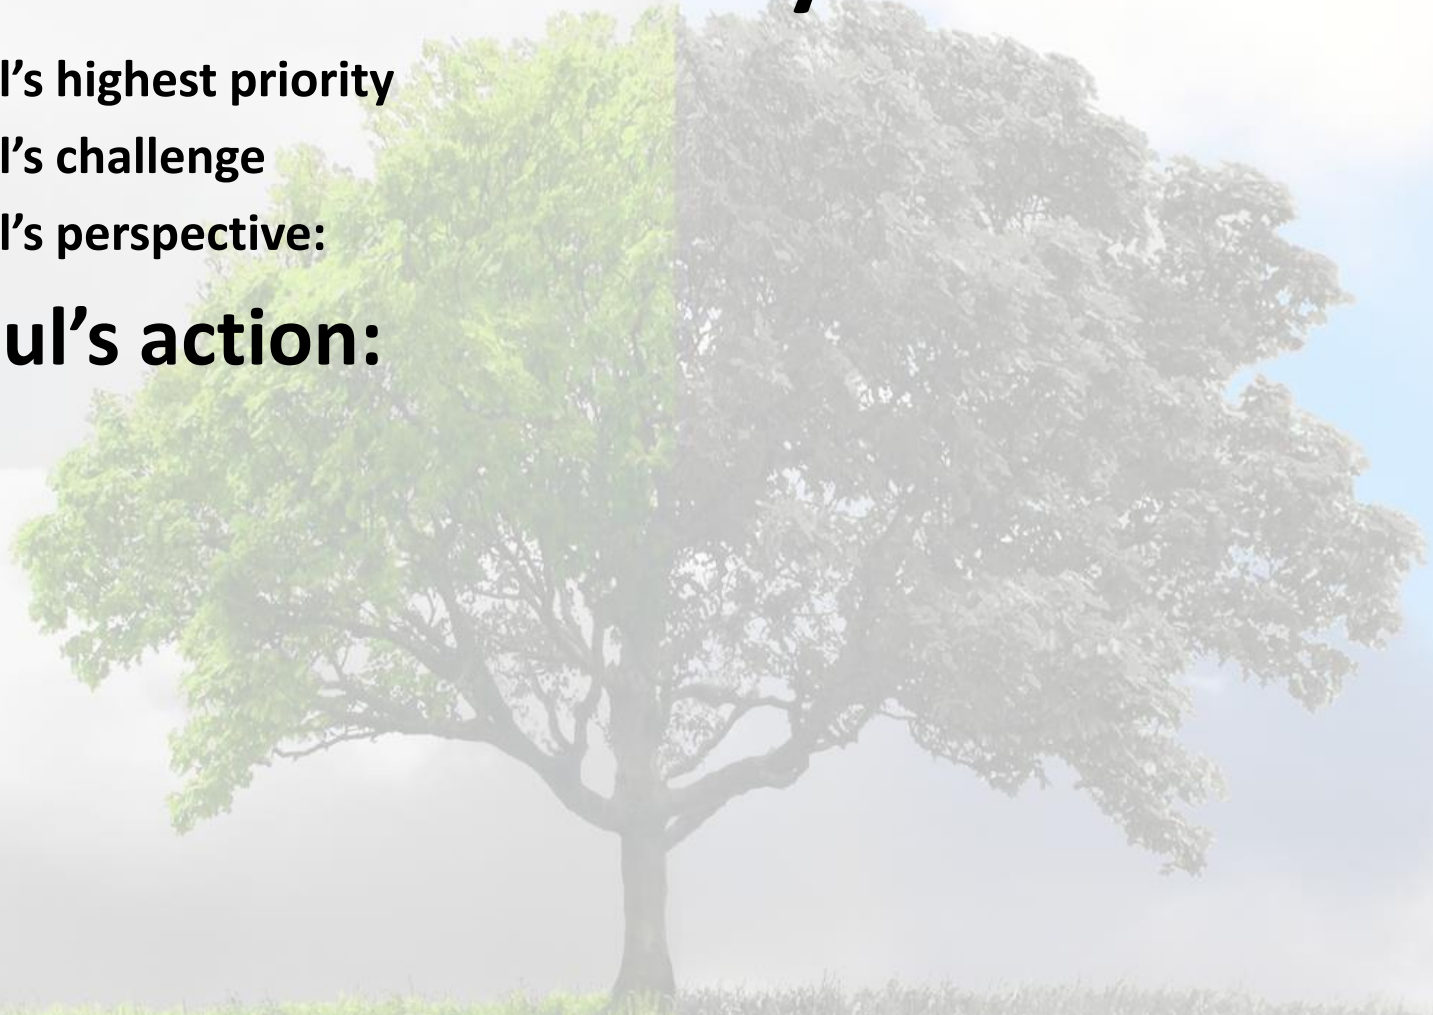 l’s highest priority
l’s challenge
l’s perspective:
ul’s action: